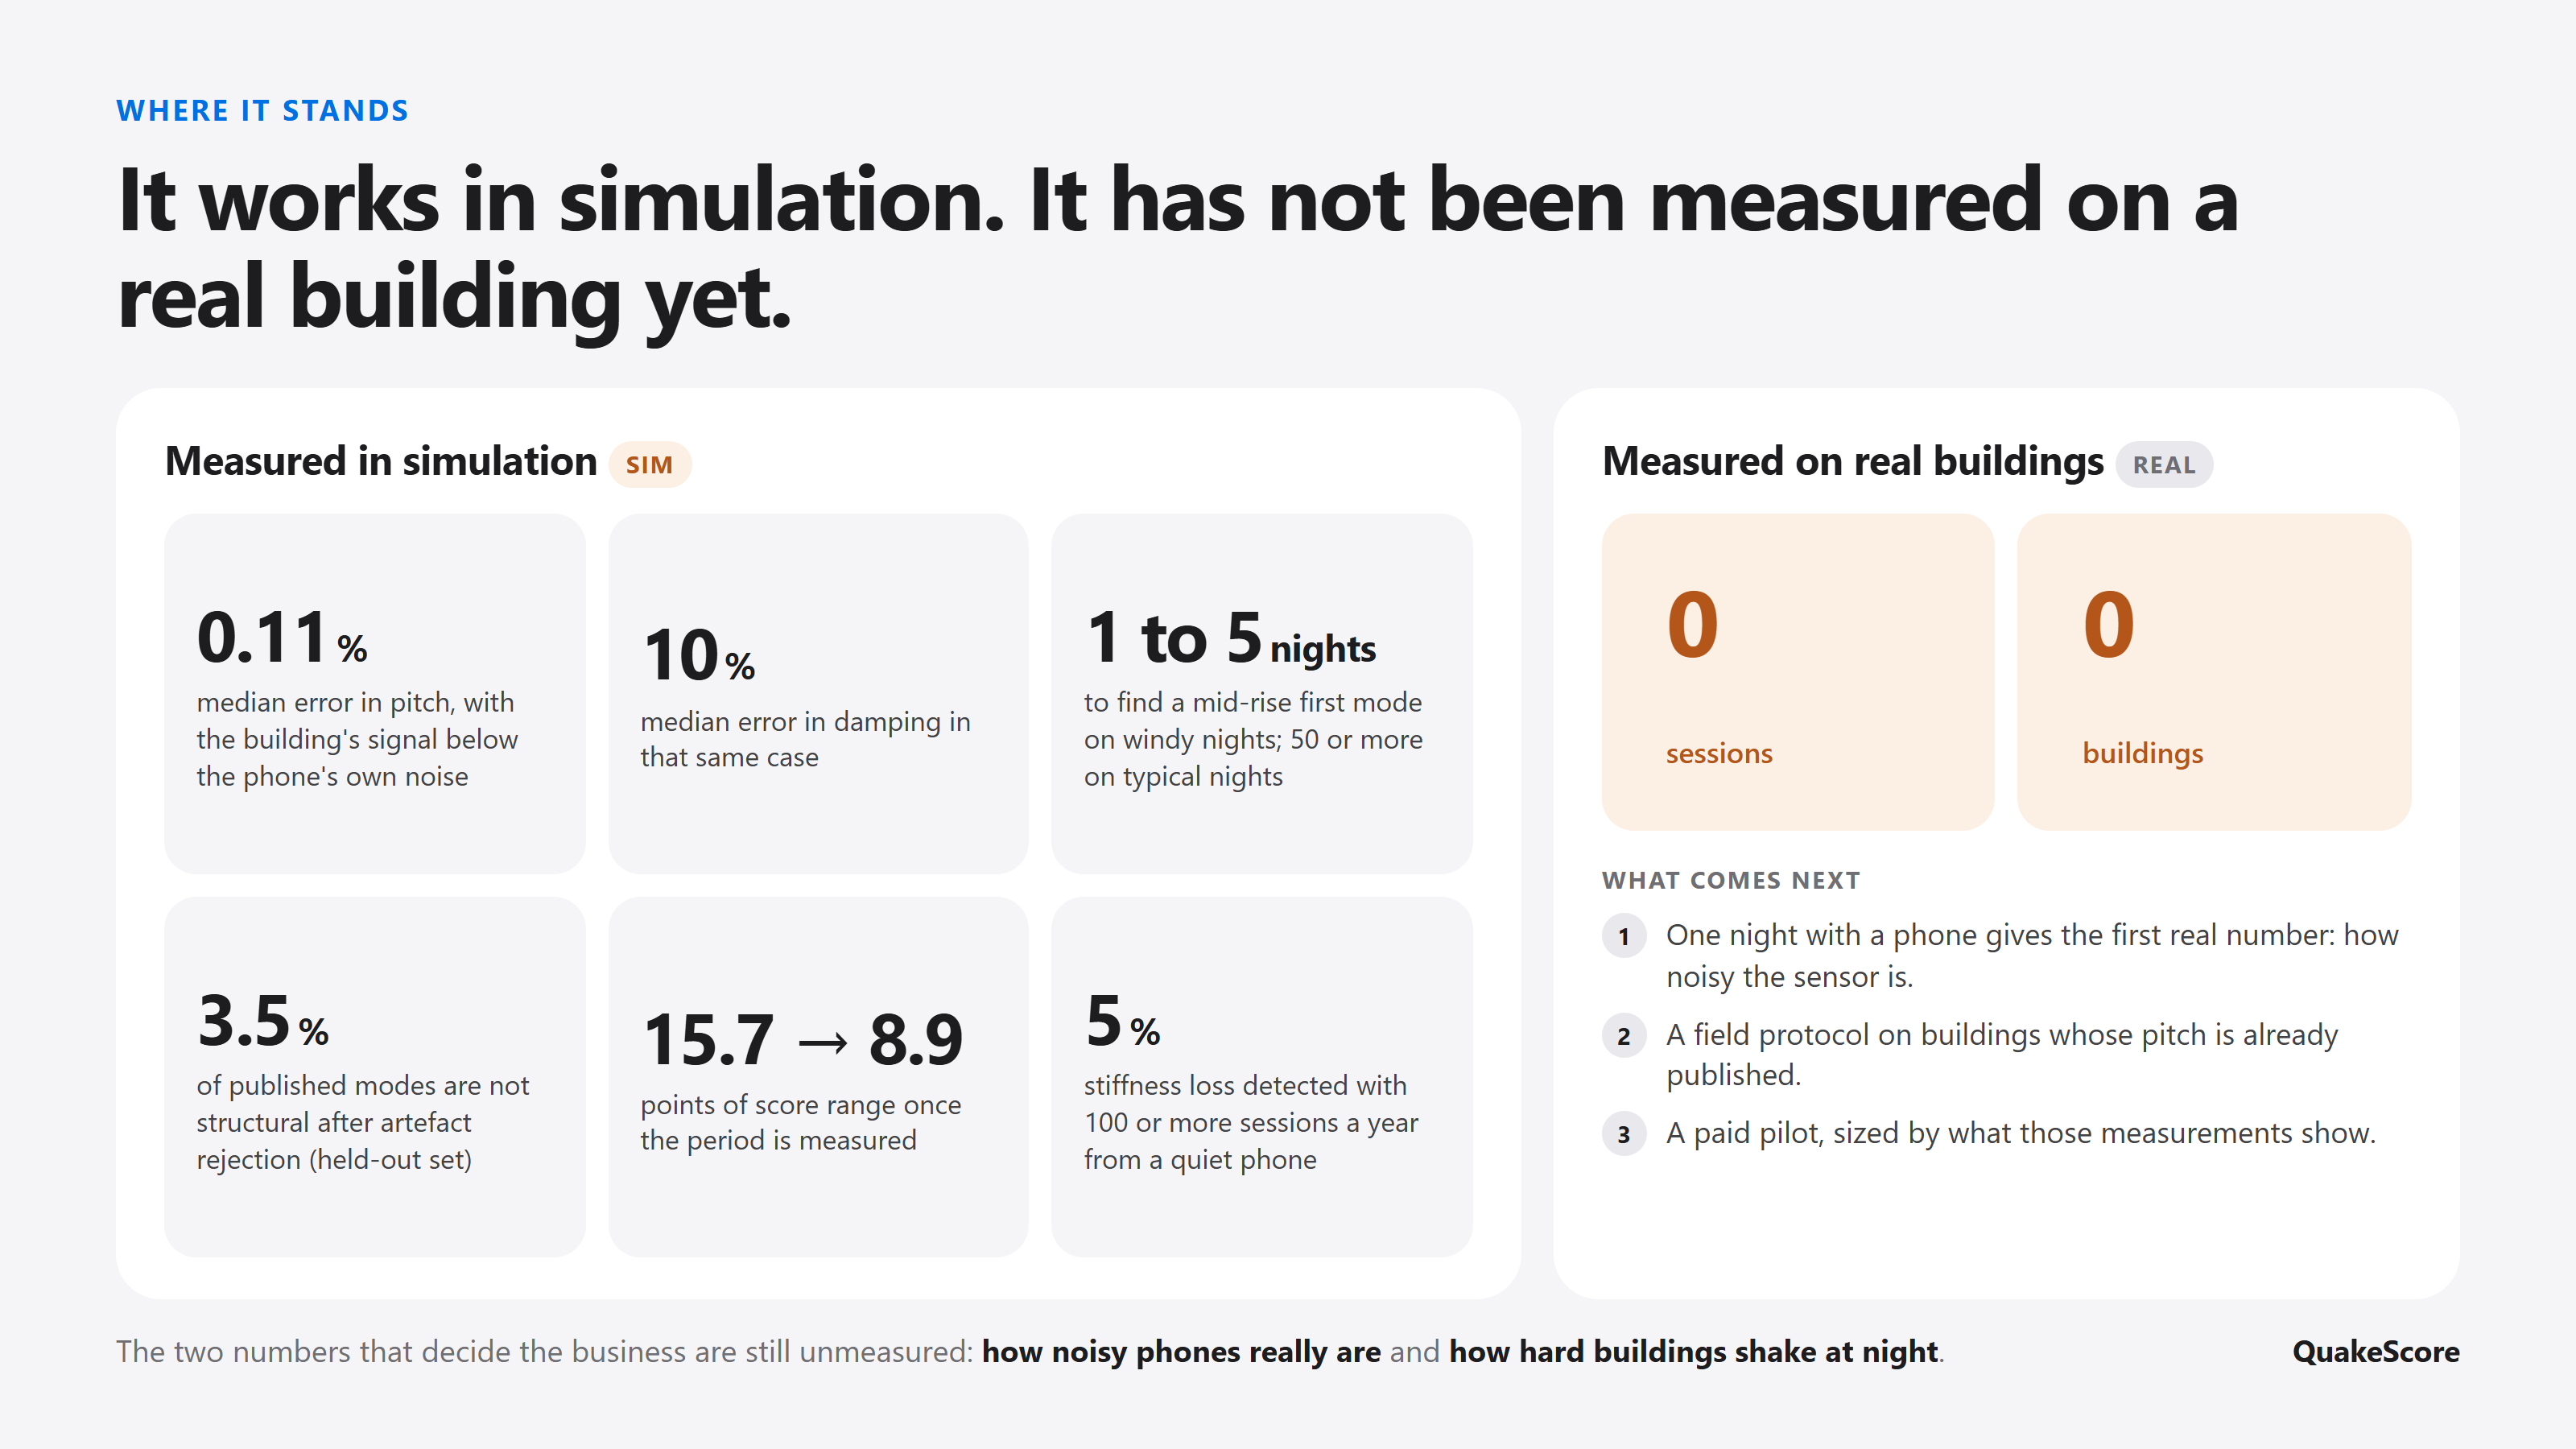 WHERE IT STANDS
It works in simulation. It has not been measured on a
real building yet.
Measured in simulation SIM
0.11 %
median error in pitch, with
the building's signal below
the phone's own noise
10 %
median error in damping in
that same case
1 to 5 nights
to find a mid-rise first mode
on windy nights; 50 or more
on typical nights
3.5 %
of published modes are not
structural after artefact
rejection (held-out set)
15.7 → 8.9
points of score range once
the period is measured
5 %
stiffness loss detected with
100 or more sessions a year
from a quiet phone
Measured on real buildings REAL
0
sessions
0
buildings
WHAT COMES NEXT
1 One night with a phone gives the first real number: how
noisy the sensor is.
2 A field protocol on buildings whose pitch is already
published.
3 A paid pilot, sized by what those measurements show.
The two numbers that decide the business are still unmeasured: how noisy phones really are and how hard buildings shake at night.
QuakeScore